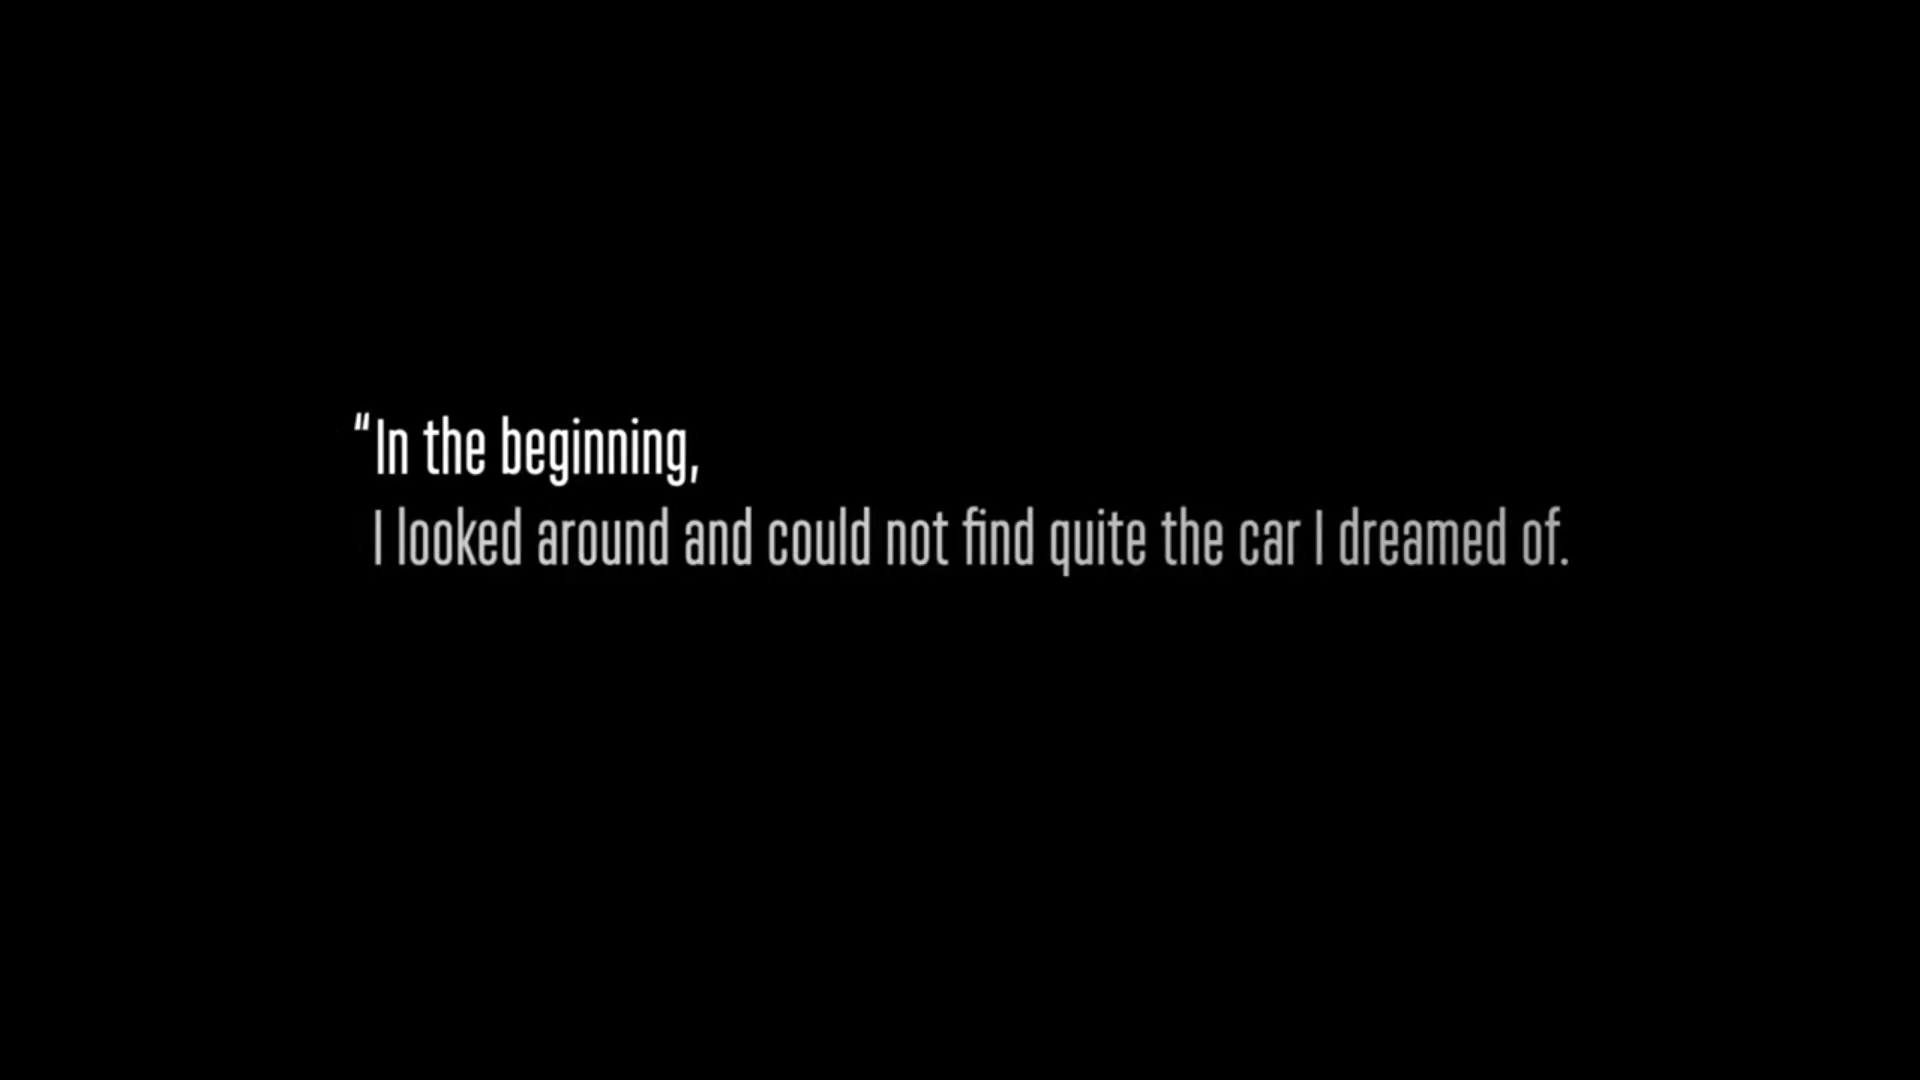 “In the beginning,
I looked around and could not find quite the car I dreamed of.